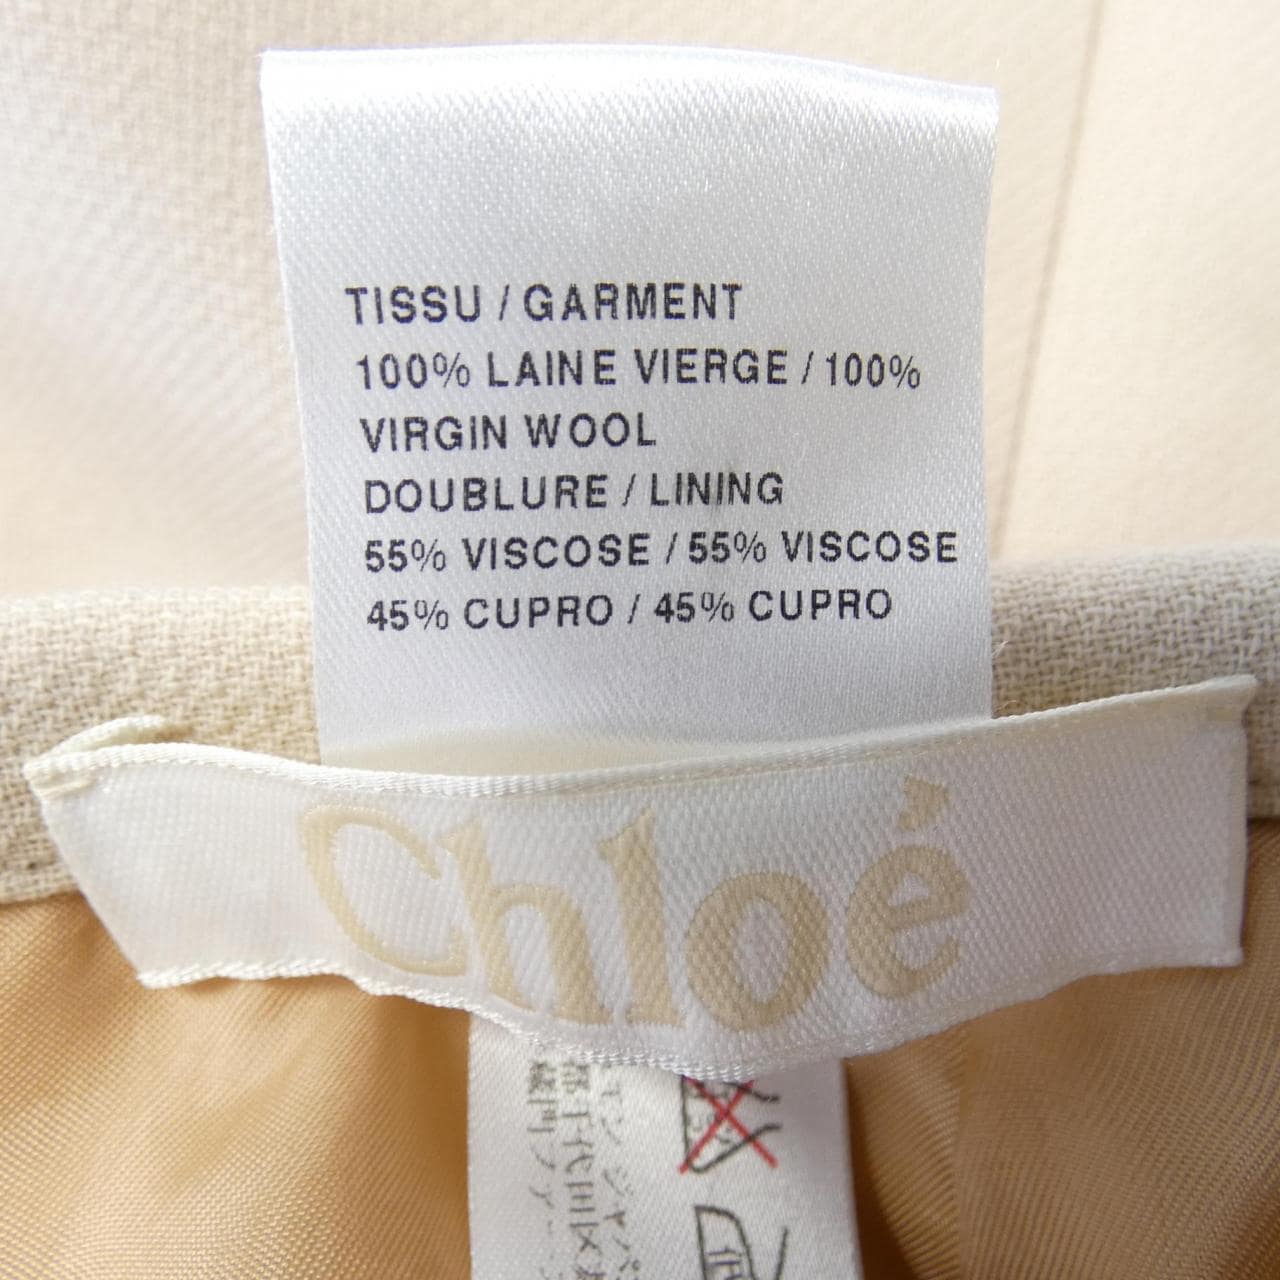 TISSU / GARMENT
100% LAINE VIERGE / 100%
VIRGIN WOOL
DOUBLURE / LINING
55% VISCOSE / 55% VISCOSE
45% CUPRO / 45% CUPRO
Chloé